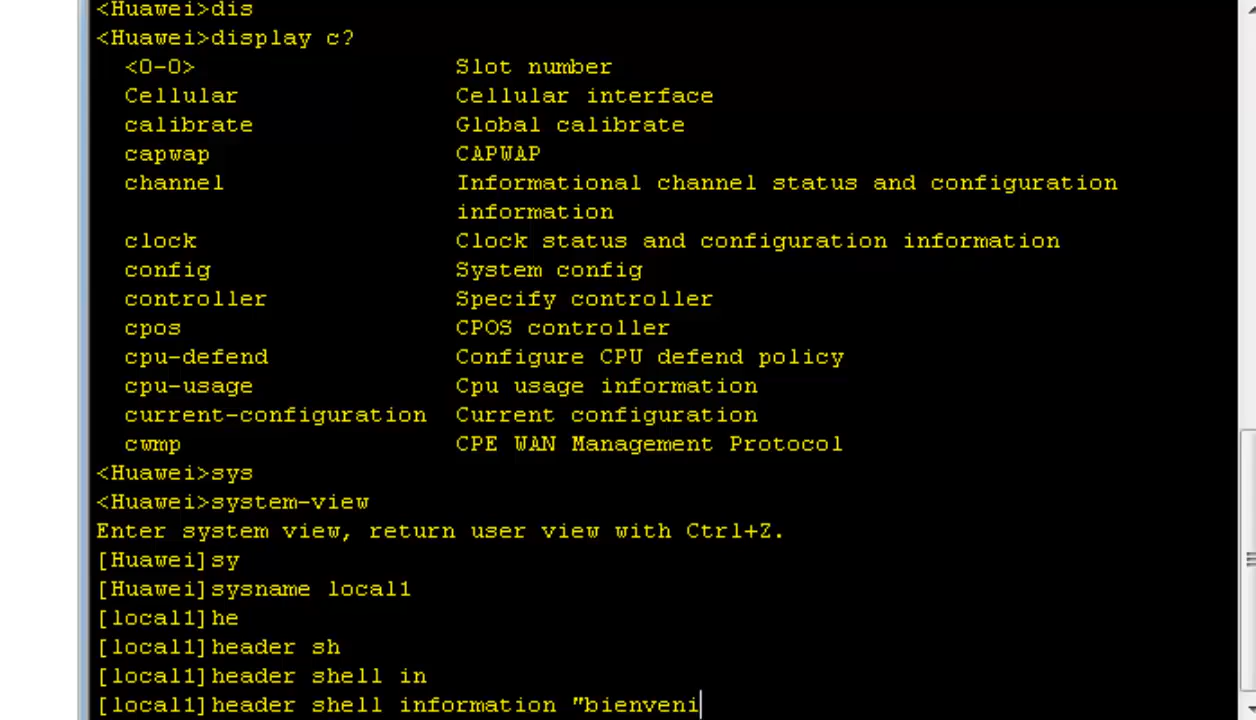 <Huawei>dis
<Huawei>display c?
<0-0> Slot number
Cellular Cellular interface
calibrate Global calibrate
capwap CAPWAP
channel Informational channel status and configuration
information
clock Clock status and configuration information
config System config
controller Specify controller
cpos CPOS controller
cpu-defend Configure CPU defend policy
cpu-usage Cpu usage information
current-configuration Current configuration
cwmp CPE WAN Management Protocol
<Huawei>sys
<Huawei>system-view
Enter system view, return user view with Ctrl+Z.
[Huawei]sy
[Huawei]sysname local1
[local1]he
[local1]header sh
[local1]header shell in
[local1]header shell information "bienveni